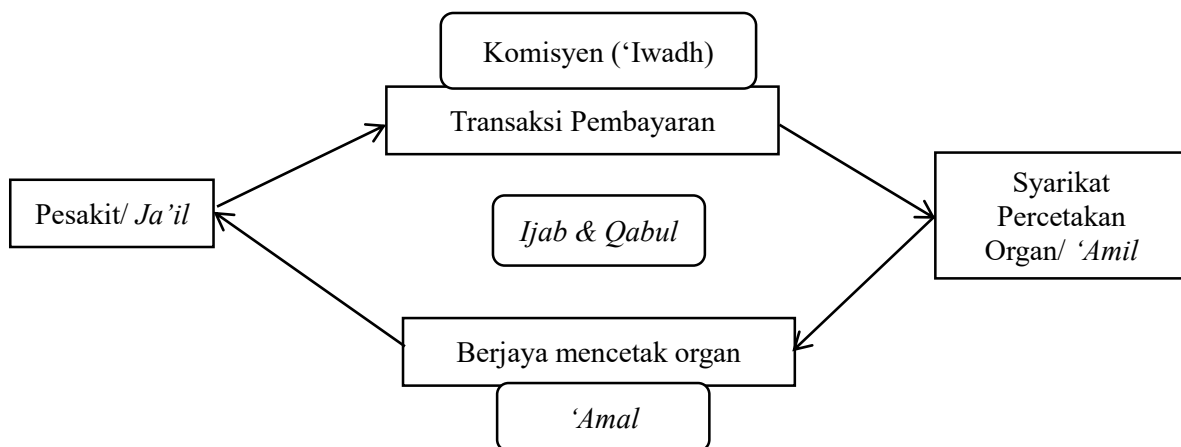 Komisyen (‘Iwadh)
Transaksi Pembayaran
Pesakit/ Ja’il
Ijab & Qabul
Syarikat
Percetakan
Organ/ ‘Amil
Berjaya mencetak organ
‘Amal